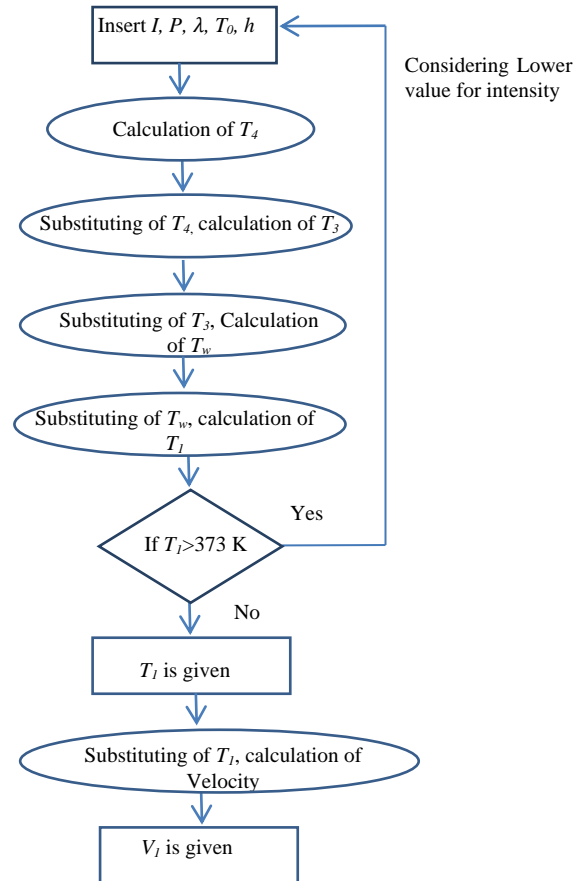 Insert I, P, λ, T₀, h
Considering Lower
value for intensity
Calculation of T₄
Substituting of T₄, calculation of T₃
Substituting of T₃, Calculation
of T_w
Substituting of T_w, calculation of
T₁
Yes
If T₁>373 K
No
T₁ is given
Substituting of T₁, calculation of
Velocity
V₁ is given